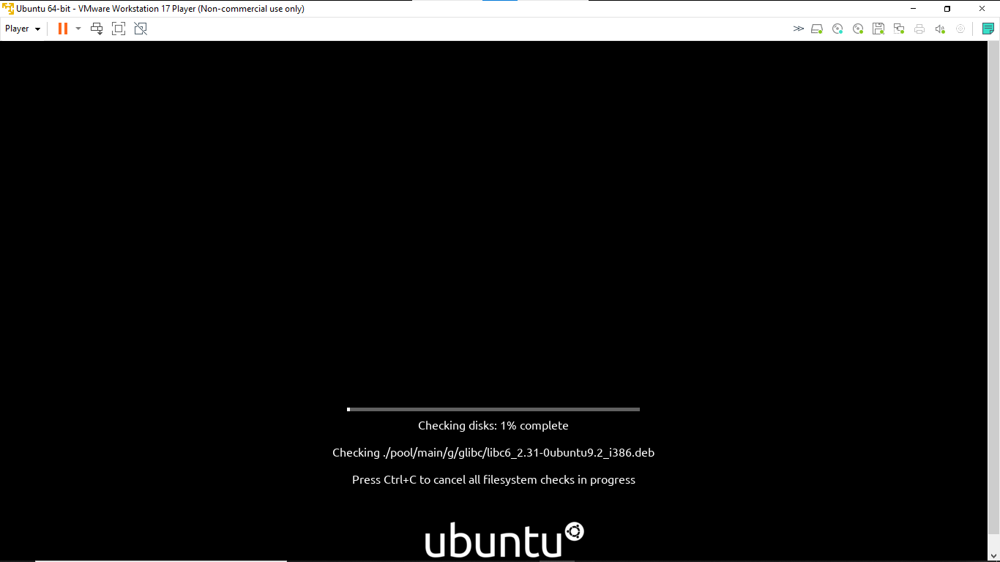 Ubuntu 64-bit - VMware Workstation 17 Player (Non-commercial use only)
Player
Checking disks: 1% complete
Checking ./pool/main/g/glibc/libc6_2.31-0ubuntu9.2_i386.deb
Press Ctrl+C to cancel all filesystem checks in progress
ubuntu